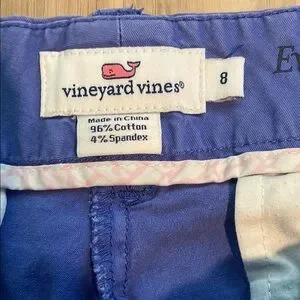 vineyard vines®
8
Made in China
96% Cotton
4% Spandex